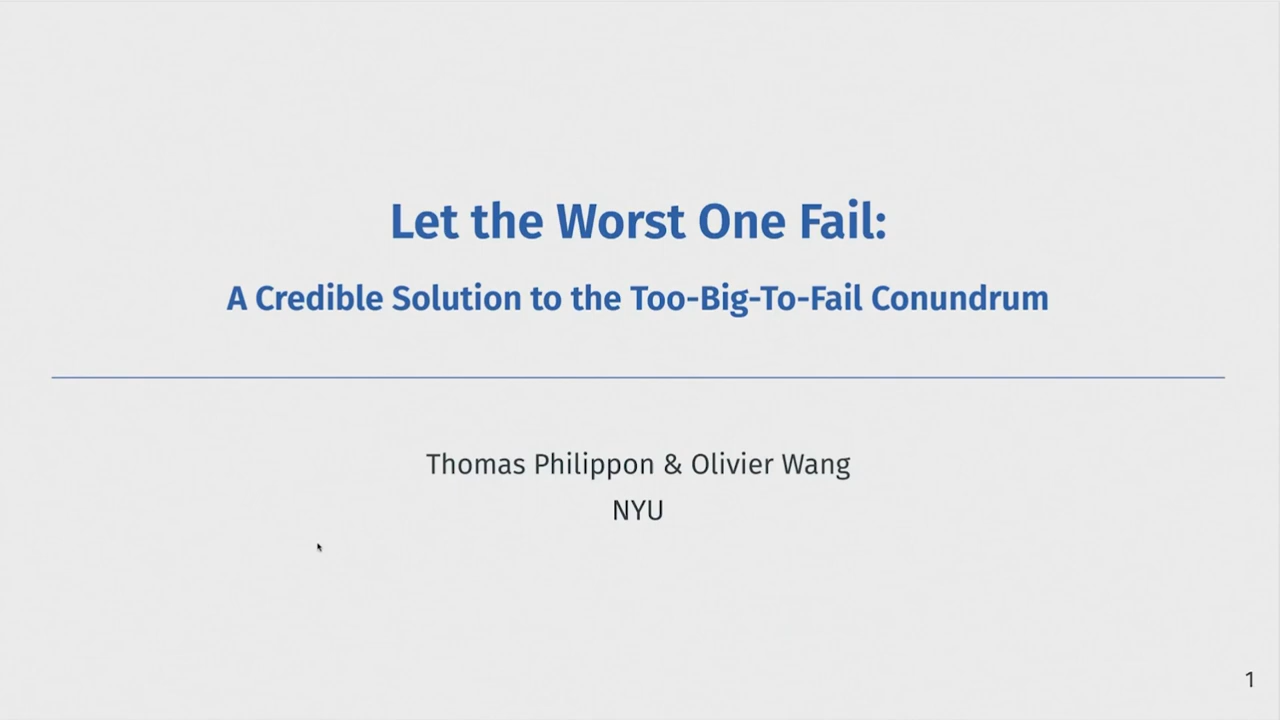 Let the Worst One Fail:
A Credible Solution to the Too-Big-To-Fail Conundrum
Thomas Philippon & Olivier Wang
NYU
1